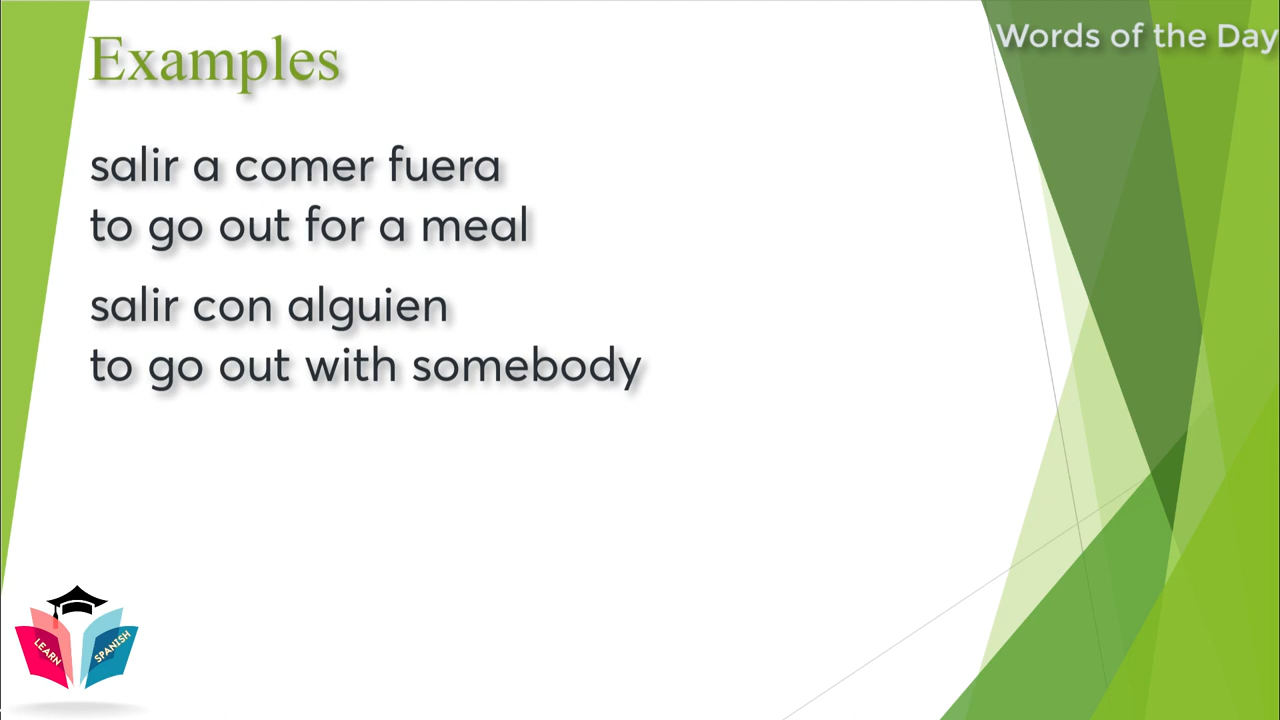 Words of the Day
Examples
salir a comer fuera
to go out for a meal
salir con alguien
to go out with somebody
LEARN
SPANISH